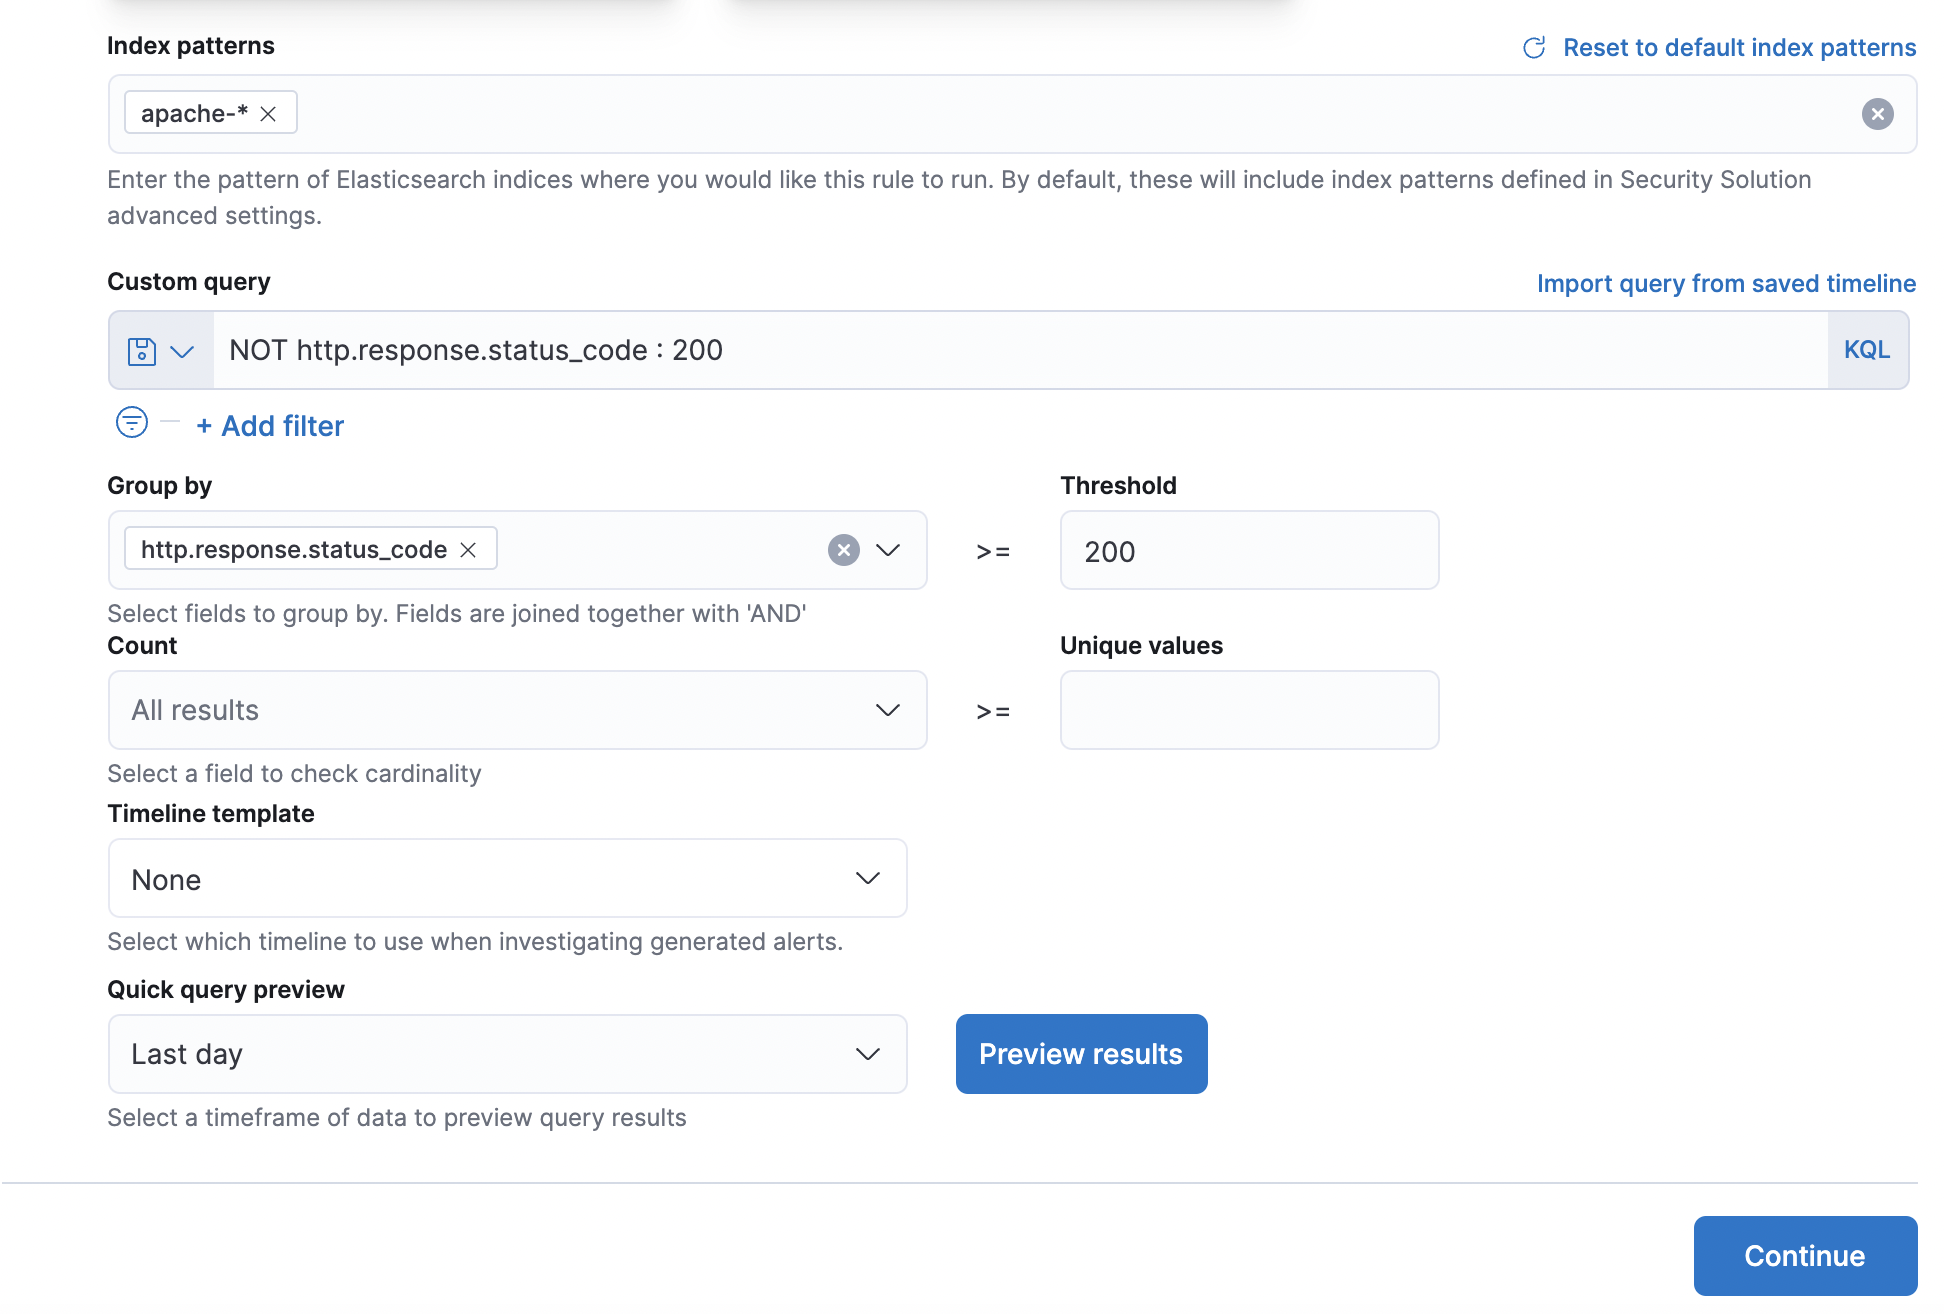 Index patterns
Reset to default index patterns
apache-*
Enter the pattern of Elasticsearch indices where you would like this rule to run. By default, these will include index patterns defined in Security Solution
advanced settings.
Custom query
Import query from saved timeline
NOT http.response.status_code : 200
KQL
+ Add filter
Group by
Threshold
http.response.status_code
>=
200
Select fields to group by. Fields are joined together with 'AND'
Count
Unique values
All results
>=
Select a field to check cardinality
Timeline template
None
Select which timeline to use when investigating generated alerts.
Quick query preview
Last day
Preview results
Select a timeframe of data to preview query results
Continue